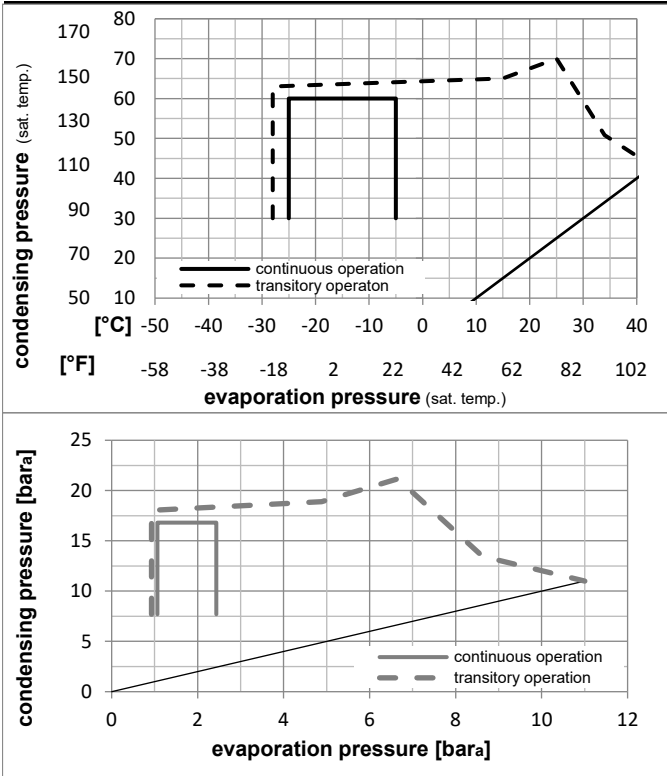 170 80
150 70
60
130 50
110 40
90 30
70 20
50 10
condensing pressure (sat. temp.)
continuous operation
transitory operaton
[°C] -50 -40 -30 -20 -10 0 10 20 30 40
[°F] -58 -38 -18 2 22 42 62 82 102
evaporation pressure (sat. temp.)
25
20
15
10
5
0
condensing pressure [bara]
continuous operation
transitory operation
0 2 4 6 8 10 12
evaporation pressure [bara]